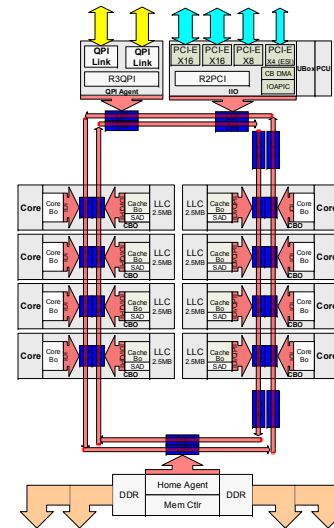 QPI Link
QPI Link
R3QPI
QPI Agent
PCI-E X16
PCI-E X16
PCI-E X8
PCI-E X4 (ESI)
R2PCI
CB DMA
IOAPIC
IIO
UBox
PCU
Core
Core Bo
Cache Bo
SAD
CBO
LLC 2.5MB
LLC 2.5MB
Cache Bo
SAD
CBO
Core Bo
Core
Core
Core Bo
Cache Bo
SAD
CBO
LLC 2.5MB
LLC 2.5MB
Cache Bo
SAD
CBO
Core Bo
Core
Core
Core Bo
Cache Bo
SAD
CBO
LLC 2.5MB
LLC 2.5MB
Cache Bo
SAD
CBO
Core Bo
Core
Core
Core Bo
Cache Bo
SAD
CBO
LLC 2.5MB
LLC 2.5MB
Cache Bo
SAD
CBO
Core Bo
Core
DDR
Home Agent
Mem Ctlr
DDR